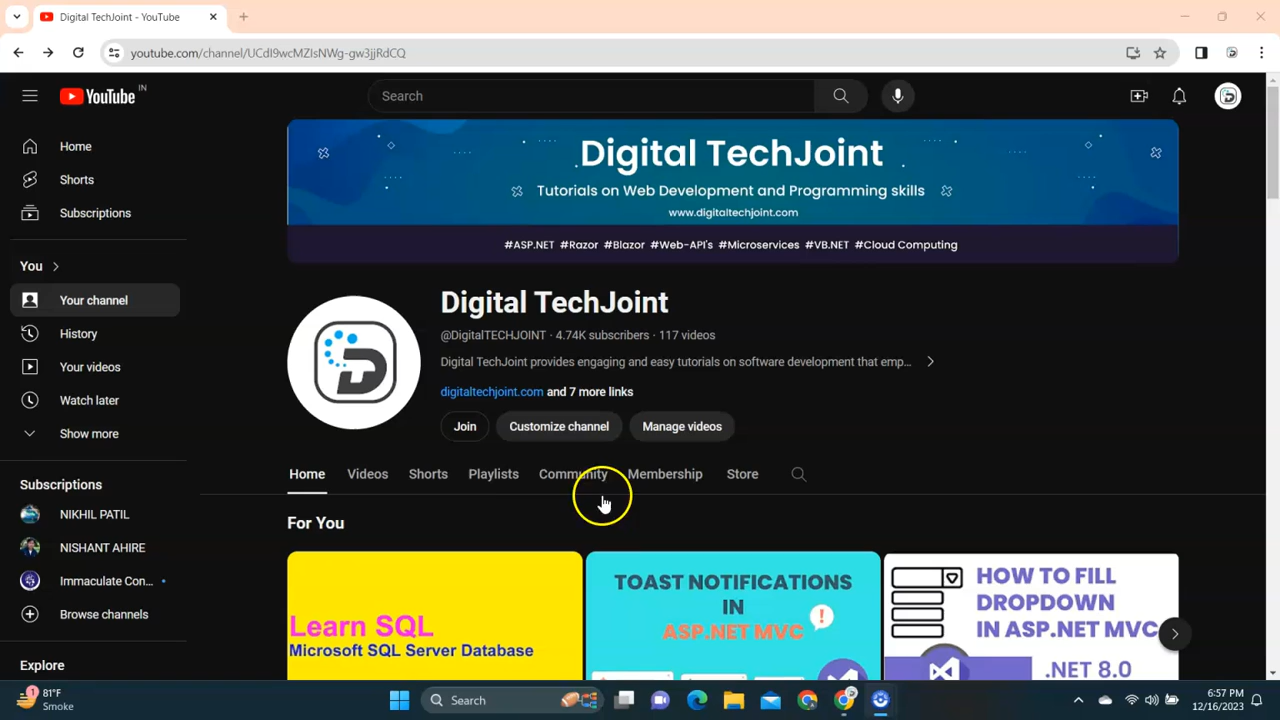 Digital TechJoint - YouTube
youtube.com/channel/UCdI9wcMZIsNWg-gw3jjRdCQ
YouTube IN
Search
Digital TechJoint
Tutorials on Web Development and Programming skills
www.digitaltechjoint.com
#ASP.NET #Razor #Blazor #Web-API's #Microservices #VB.NET #Cloud Computing
Home
Shorts
Subscriptions
You
Your channel
History
Your videos
Watch later
Show more
Subscriptions
NIKHIL PATIL
NISHANT AHIRE
Immaculate Con...
Browse channels
Explore
Digital TechJoint
@DigitalTECHJOINT · 4.74K subscribers · 117 videos
Digital TechJoint provides engaging and easy tutorials on software development that emp...
digitaltechjoint.com and 7 more links
Join Customize channel Manage videos
Home Videos Shorts Playlists Community Membership Store
For You
Learn SQL
Microsoft SQL Server Database
TOAST NOTIFICATIONS
IN
ASP.NET MVC
HOW TO FILL
DROPDOWN
IN ASP.NET MVC
.NET 8.0
1
81°F
Smoke
Search
6:57 PM
12/16/2023